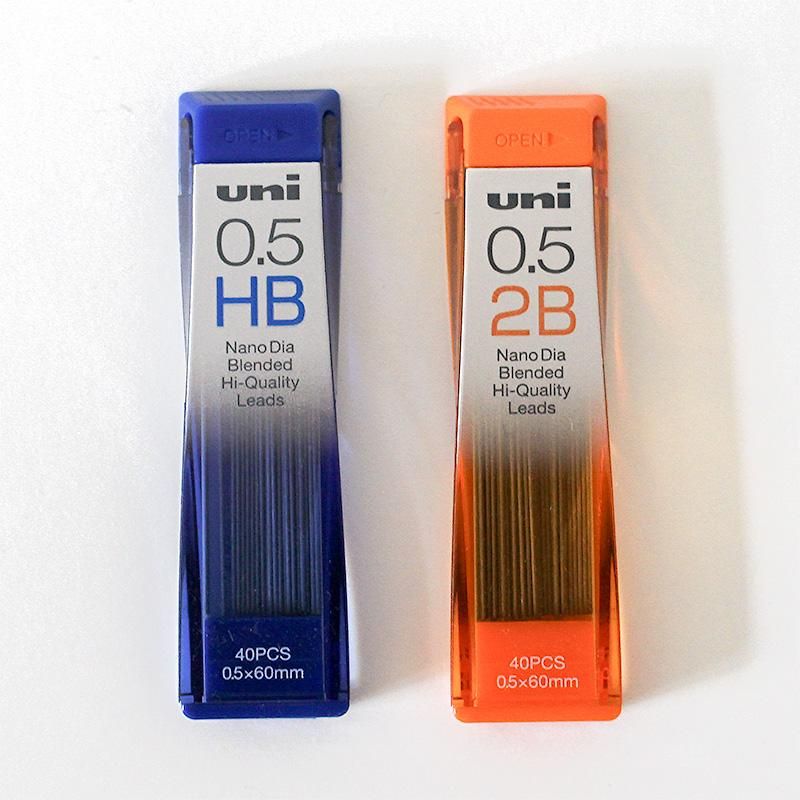 OPEN
uni
0.5
HB
Nano Dia
Blended
Hi-Quality
Leads
40PCS
0.5×60mm
OPEN
uni
0.5
2B
Nano Dia
Blended
Hi-Quality
Leads
40PCS
0.5×60mm